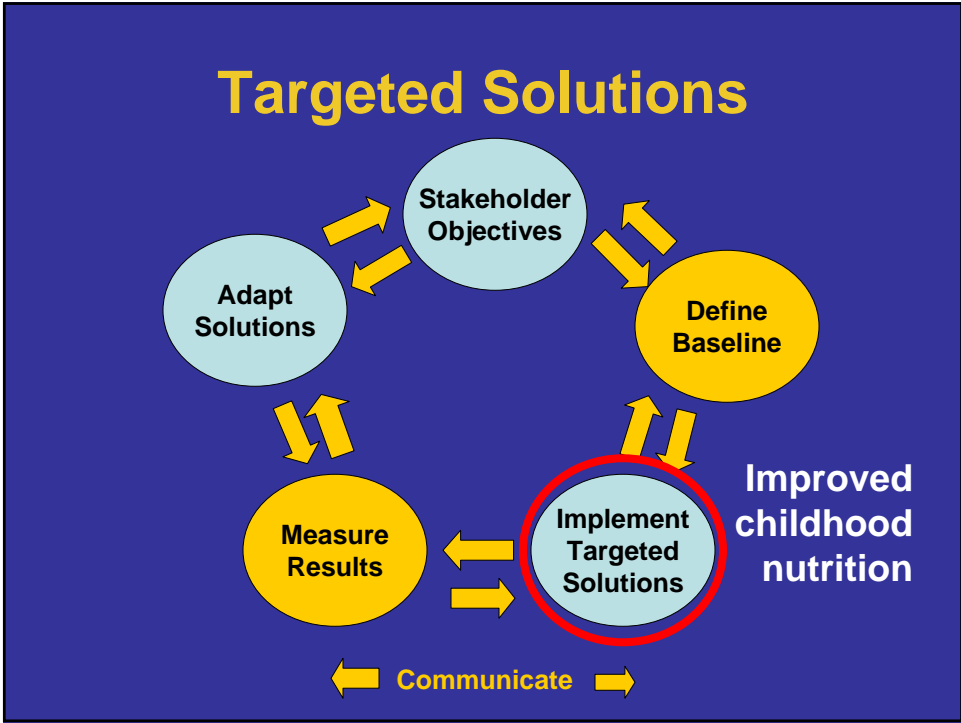 Targeted Solutions
Stakeholder
Objectives
Adapt
Solutions
Define
Baseline
Measure
Results
Implement
Targeted
Solutions
Improved
childhood
nutrition
Communicate